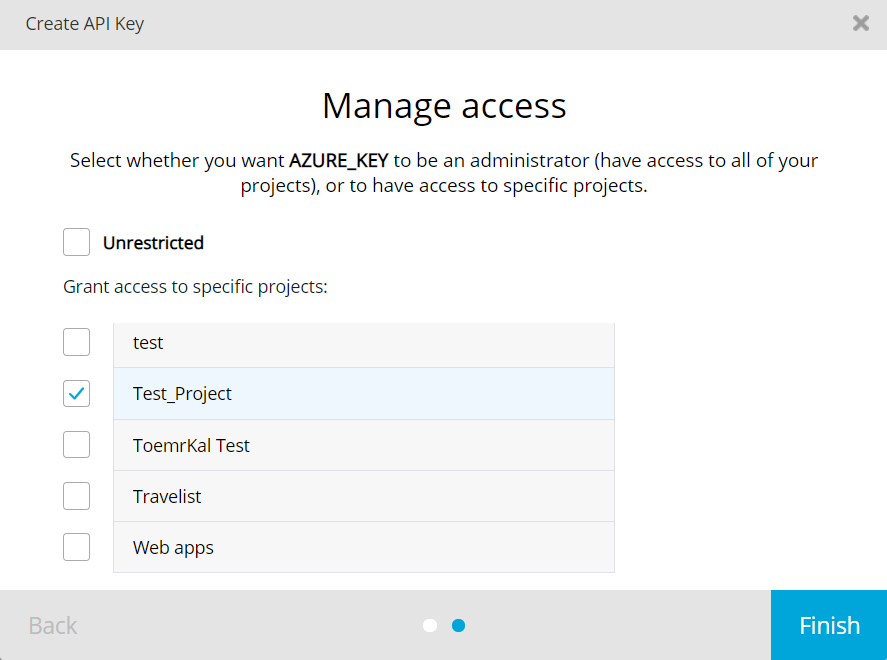 Create API Key
Manage access
Select whether you want AZURE_KEY to be an administrator (have access to all of your
projects), or to have access to specific projects.
Unrestricted
Grant access to specific projects:
test
Test_Project
ToemrKal Test
Travelist
Web apps
Back
Finish